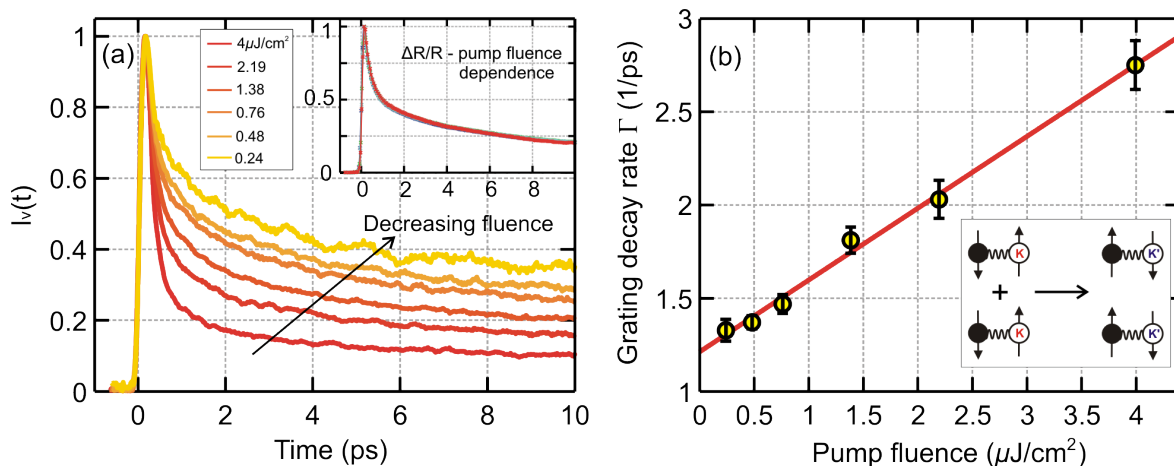 (a)
4μJ/cm²
2.19
1.38
0.76
0.48
0.24
ΔR/R - pump fluence
dependence
1
0.5
0
0 2 4 6 8
Decreasing fluence
Iᵥ(t)
1
0.8
0.6
0.4
0.2
0
0 2 4 6 8 10
Time (ps)
(b)
Grating decay rate Γ (1/ps)
3
2.5
2
1.5
1
0 0.5 1 1.5 2 2.5 3 3.5 4
Pump fluence (μJ/cm²)
K K'
+
K K'